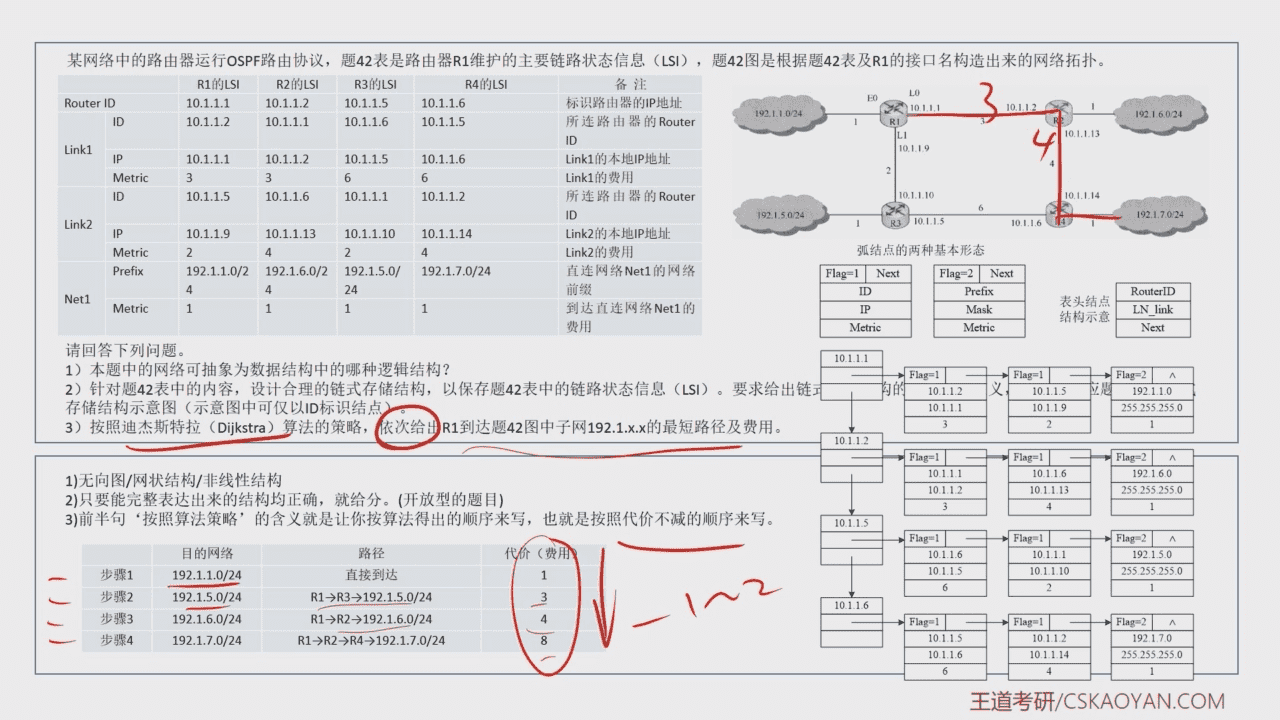 某网络中的路由器运行OSPF路由协议，题42表是路由器R1维护的主要链路状态信息（LSI），题42图是根据题42表及R1的接口名构造出来的网络拓扑。
R1的LSI R2的LSI R3的LSI R4的LSI 备 注
Router ID 10.1.1.1 10.1.1.2 10.1.1.5 10.1.1.6 标识路由器的IP地址
Link1 ID 10.1.1.2 10.1.1.1 10.1.1.6 10.1.1.5 所连路由器的Router ID
IP 10.1.1.1 10.1.1.2 10.1.1.5 10.1.1.6 Link1的本地IP地址
Metric 3 3 6 6 Link1的费用
Link2 ID 10.1.1.5 10.1.1.6 10.1.1.1 10.1.1.2 所连路由器的Router ID
IP 10.1.1.9 10.1.1.13 10.1.1.10 10.1.1.14 Link2的本地IP地址
Metric 2 4 2 4 Link2的费用
Net1 Prefix 192.1.1.0/24 192.1.6.0/24 192.1.5.0/24 192.1.7.0/24 直连网络Net1的网络前缀
Metric 1 1 1 1 到达直连网络Net1的费用
192.1.1.0/24 1 E0 R1 L0 10.1.1.1 3 3 10.1.1.2 R2 1 192.1.6.0/24
L1
10.1.1.9 10.1.1.13
2 4 4
10.1.1.10 10.1.1.14
192.1.5.0/24 1 R3 10.1.1.5 6 10.1.1.6 R4 1 192.1.7.0/24
弧结点的两种基本形态
Flag=1 Next
ID
IP
Metric
Flag=2 Next
Prefix
Mask
Metric
表头结点
结构示意
RouterID
LN_link
Next
请回答下列问题。
1）本题中的网络可抽象为数据结构中的哪种逻辑结构？
2）针对题42表中的内容，设计合理的链式存储结构，以保存题42表中的链路状态信息（LSI）。要求给出链式
存储结构示意图（示意图中可仅以ID标识结点）。
3）按照迪杰斯特拉（Dijkstra）算法的策略，依次给出R1到达题42图中子网192.1.x.x的最短路径及费用。
1)无向图/网状结构/非线性结构
2)只要能完整表达出来的结构均正确，就给分。(开放型的题目)
3)前半句‘按照算法策略’的含义就是让你按算法得出的顺序来写，也就是按照代价不减的顺序来写。
目的网络 路径 代价（费用）
步骤1 192.1.1.0/24 直接到达 1
步骤2 192.1.5.0/24 R1→R3→192.1.5.0/24 3
步骤3 192.1.6.0/24 R1→R2→192.1.6.0/24 4
步骤4 192.1.7.0/24 R1→R2→R4→192.1.7.0/24 8
1~2
10.1.1.1
Flag=1 Flag=1 Flag=2 ∧
10.1.1.2 10.1.1.5 192.1.1.0
10.1.1.1 10.1.1.9 255.255.255.0
3 2 1
10.1.1.2
Flag=1 Flag=1 Flag=2 ∧
10.1.1.1 10.1.1.6 192.1.6.0
10.1.1.2 10.1.1.13 255.255.255.0
3 4 1
10.1.1.5
Flag=1 Flag=1 Flag=2 ∧
10.1.1.6 10.1.1.1 192.1.5.0
10.1.1.5 10.1.1.10 255.255.255.0
6 2 1
10.1.1.6
Flag=1 Flag=1 Flag=2 ∧
10.1.1.5 10.1.1.2 192.1.7.0
10.1.1.6 10.1.1.14 255.255.255.0
6 4 1
王道考研/CSKAOYAN.COM